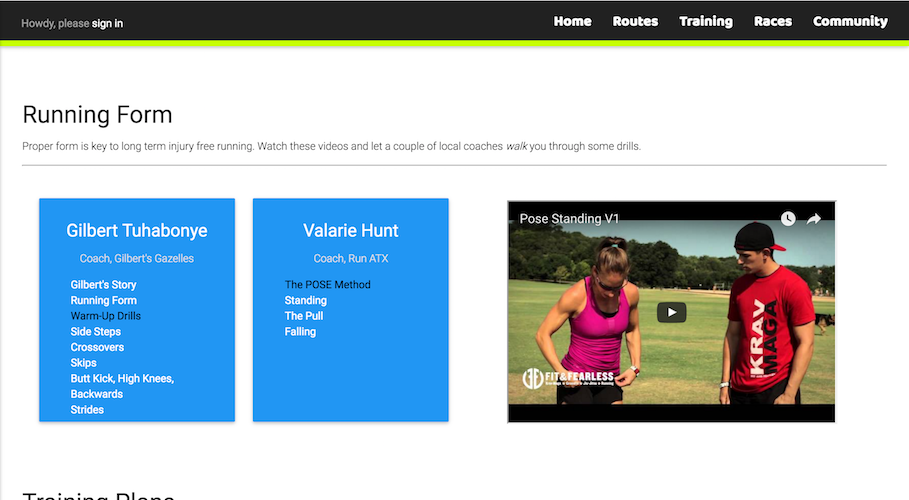 Howdy, please sign in
Home Routes Training Races Community
Running Form
Proper form is key to long term injury free running. Watch these videos and let a couple of local coaches walk you through some drills.
Gilbert Tuhabonye
Coach, Gilbert's Gazelles
Gilbert's Story
Running Form
Warm-Up Drills
Side Steps
Crossovers
Skips
Butt Kick, High Knees,
Backwards
Strides
Valarie Hunt
Coach, Run ATX
The POSE Method
Standing
The Pull
Falling
Pose Standing V1
KRAV
MAGA
FIT&FEARLESS
Training Plans